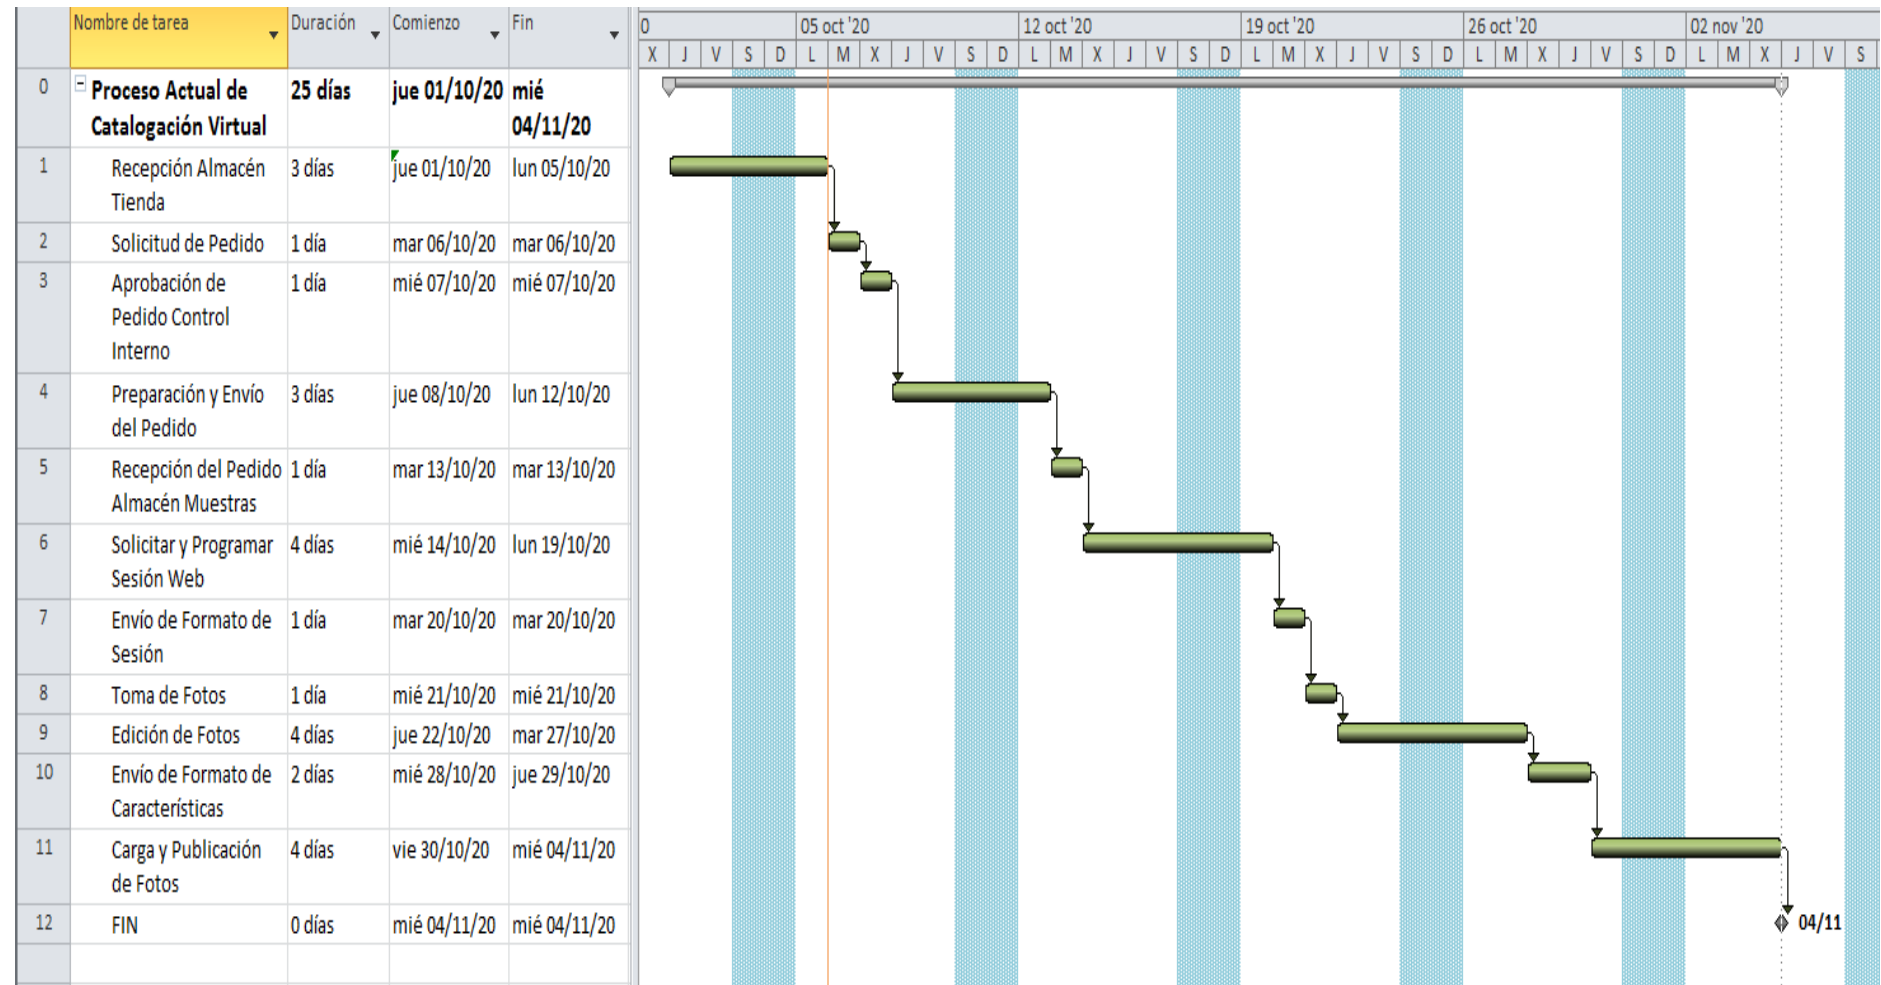 Nombre de tarea Duración Comienzo Fin
0 05 oct '20 12 oct '20 19 oct '20 26 oct '20 02 nov '20
X J V S D L M X J V S D L M X J V S D L M X J V S D L M X J V S D L M X J V S
0 Proceso Actual de 25 días jue 01/10/20 mié
Catalogación Virtual 04/11/20
1 Recepción Almacén 3 días jue 01/10/20 lun 05/10/20
Tienda
2 Solicitud de Pedido 1 día mar 06/10/20 mar 06/10/20
3 Aprobación de 1 día mié 07/10/20 mié 07/10/20
Pedido Control
Interno
4 Preparación y Envío 3 días jue 08/10/20 lun 12/10/20
del Pedido
5 Recepción del Pedido 1 día mar 13/10/20 mar 13/10/20
Almacén Muestras
6 Solicitar y Programar 4 días mié 14/10/20 lun 19/10/20
Sesión Web
7 Envío de Formato de 1 día mar 20/10/20 mar 20/10/20
Sesión
8 Toma de Fotos 1 día mié 21/10/20 mié 21/10/20
9 Edición de Fotos 4 días jue 22/10/20 mar 27/10/20
10 Envío de Formato de 2 días mié 28/10/20 jue 29/10/20
Características
11 Carga y Publicación 4 días vie 30/10/20 mié 04/11/20
de Fotos
12 FIN 0 días mié 04/11/20 mié 04/11/20 04/11